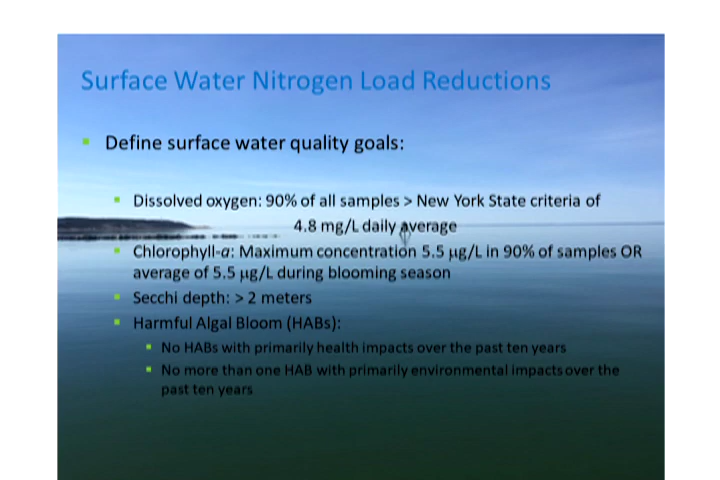 Surface Water Nitrogen Load Reductions
Define surface water quality goals:
Dissolved oxygen: 90% of all samples > New York State criteria of
4.8 mg/L daily average
Chlorophyll-a: Maximum concentration 5.5 µg/L in 90% of samples OR
average of 5.5 µg/L during blooming season
Secchi depth: > 2 meters
Harmful Algal Bloom (HABs):
No HABs with primarily health impacts over the past ten years
No more than one HAB with primarily environmental impacts over the
past ten years